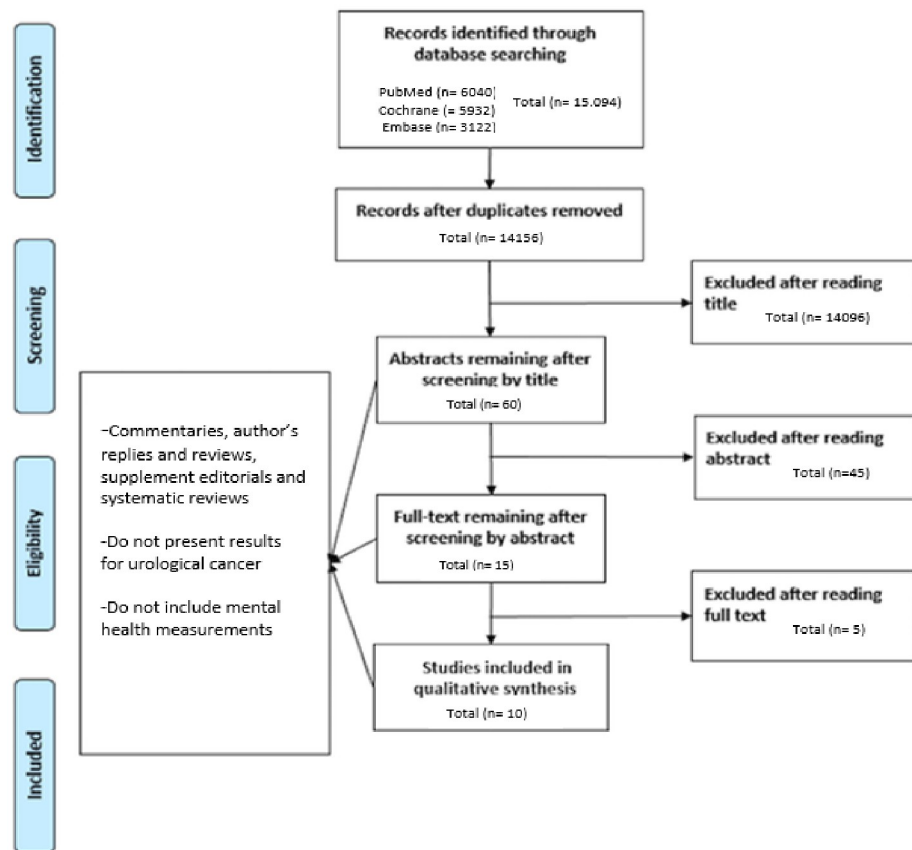 Identification
Records identified through
database searching
PubMed (n= 6040)
Cochrane (= 5932)
Embase (n= 3122)
Total (n= 15.094)
Records after duplicates removed
Total (n= 14156)
Screening
Excluded after reading
title
Total (n= 14096)
Abstracts remaining after
screening by title
Total (n= 60)
Excluded after reading
abstract
Total (n=45)
-Commentaries, author's
replies and reviews,
supplement editorials and
systematic reviews
-Do not present results
for urological cancer
-Do not include mental
health measurements
Eligibility
Full-text remaining after
screening by abstract
Total (n= 15)
Excluded after reading
full text
Total (n= 5)
Studies included in
qualitative synthesis
Total (n= 10)
Included